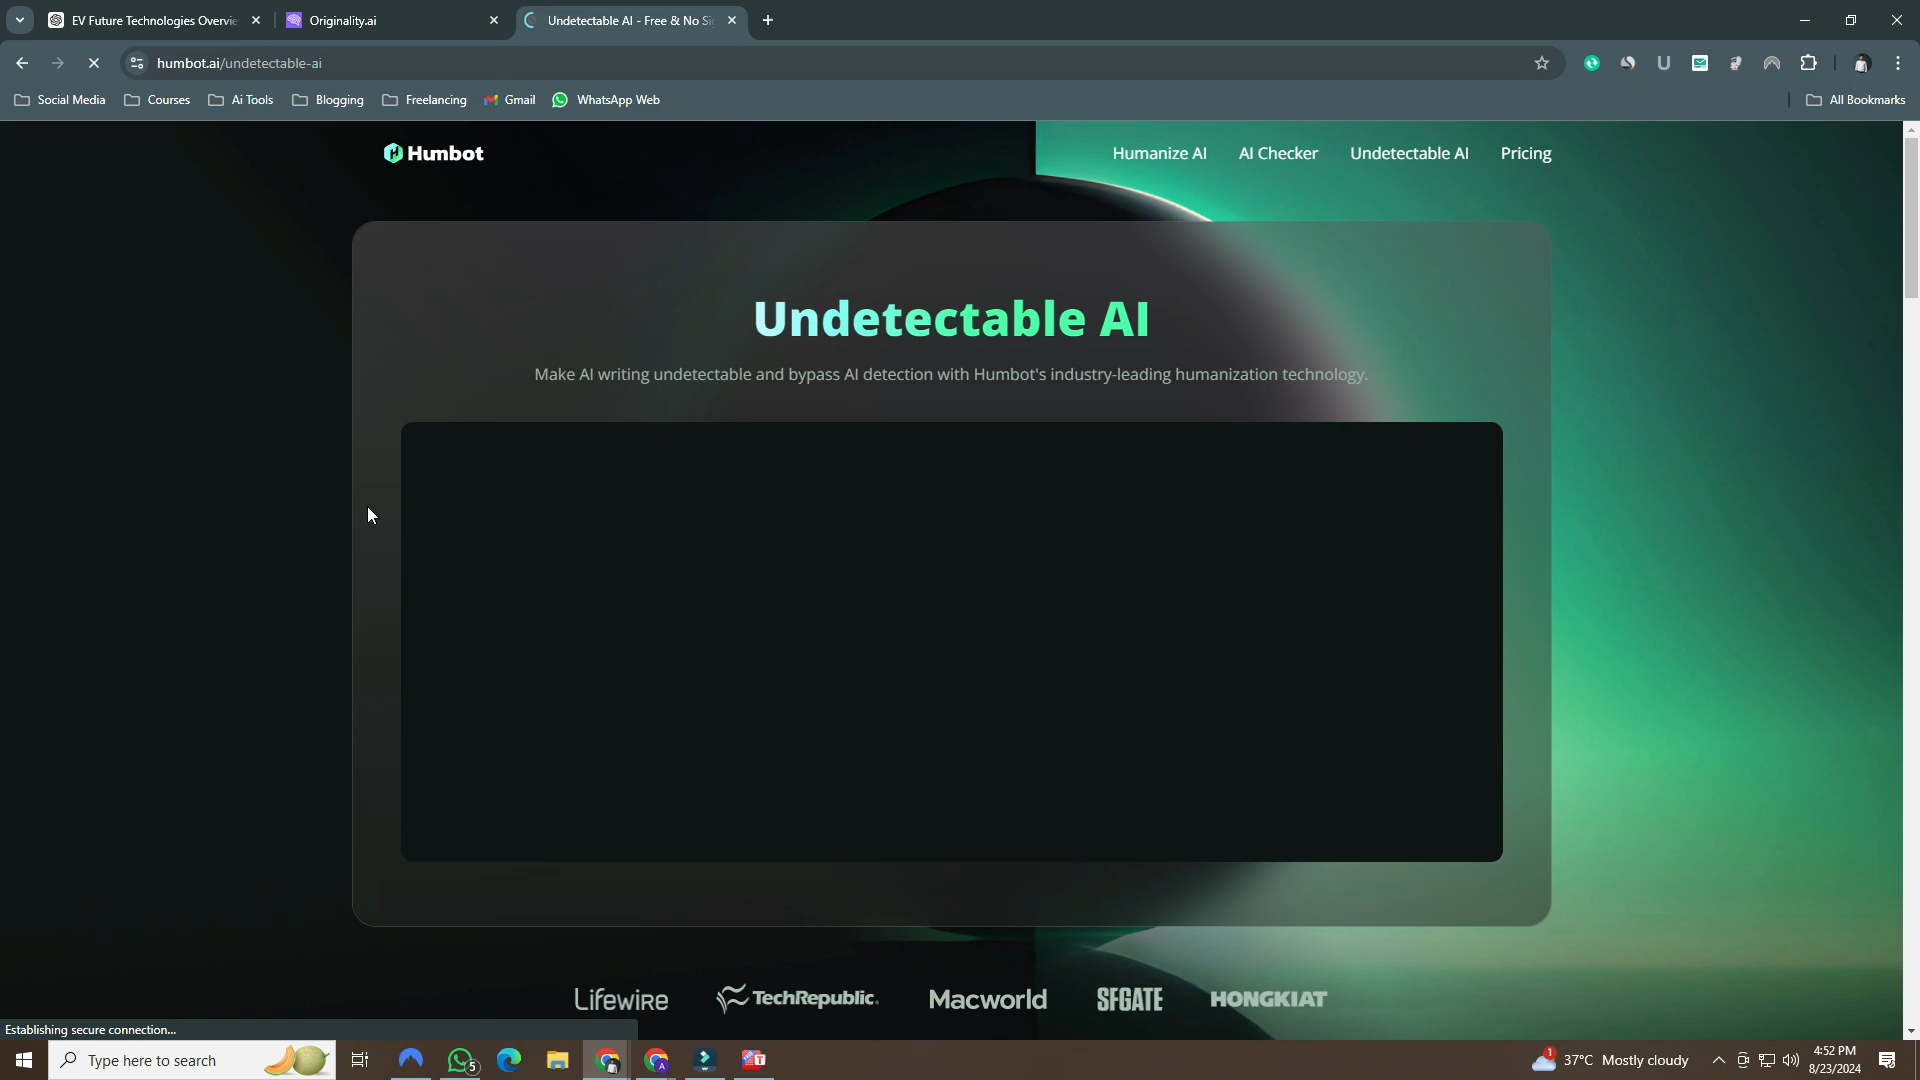 EV Future Technologies Overvie
Originality.ai
Undetectable AI - Free & No Si
humbot.ai/undetectable-ai
Social Media
Courses
Ai Tools
Blogging
Freelancing
Gmail
WhatsApp Web
All Bookmarks
Humbot
Humanize AI
AI Checker
Undetectable AI
Pricing
Undetectable AI
Make AI writing undetectable and bypass AI detection with Humbot's industry-leading humanization technology.
Lifewire
TechRepublic.
Macworld
SFGATE
HONGKIAT
Establishing secure connection...
Type here to search
5
A
1
37°C Mostly cloudy
4:52 PM
8/23/2024